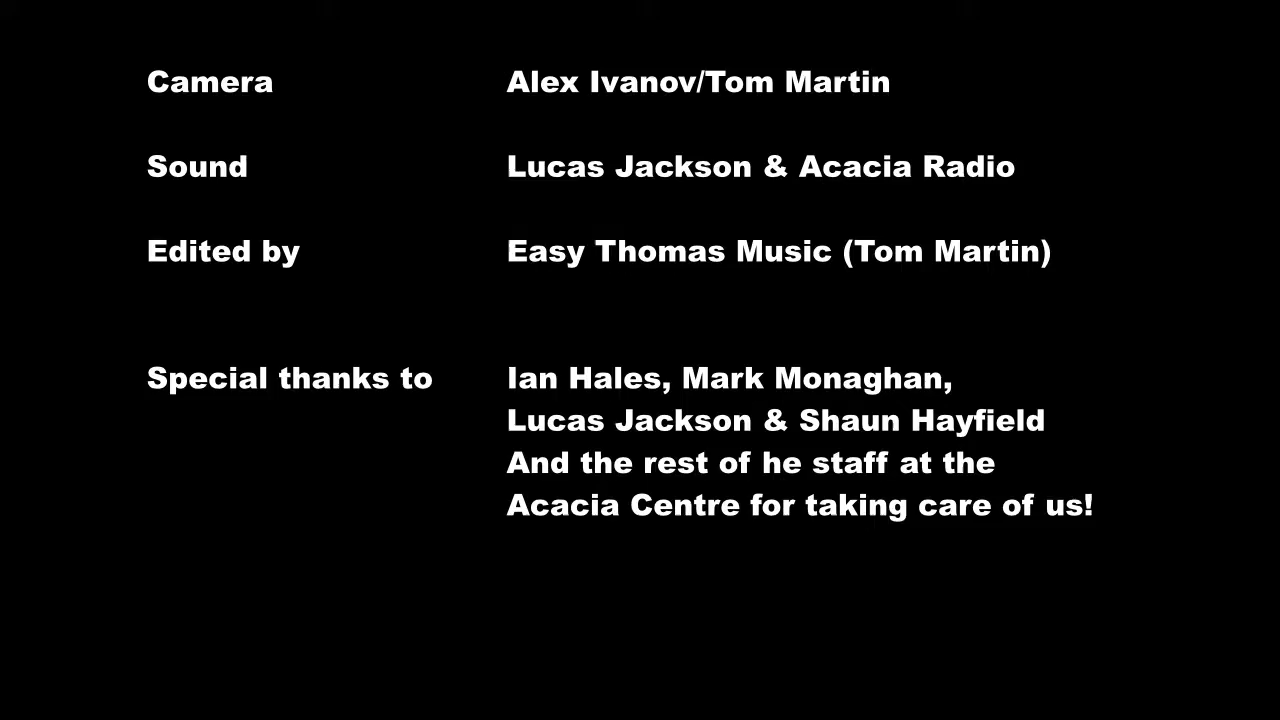 Camera Alex Ivanov/Tom Martin
Sound Lucas Jackson & Acacia Radio
Edited by Easy Thomas Music (Tom Martin)
Special thanks to Ian Hales, Mark Monaghan,
Lucas Jackson & Shaun Hayfield
And the rest of he staff at the
Acacia Centre for taking care of us!